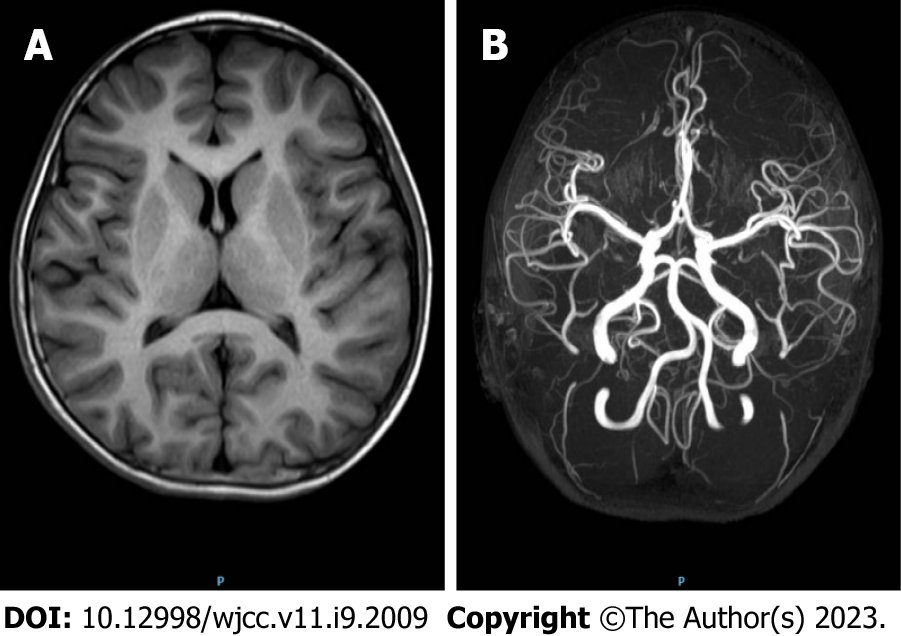 A
B
P
P
DOI: 10.12998/wjcc.v11.i9.2009 Copyright ©The Author(s) 2023.